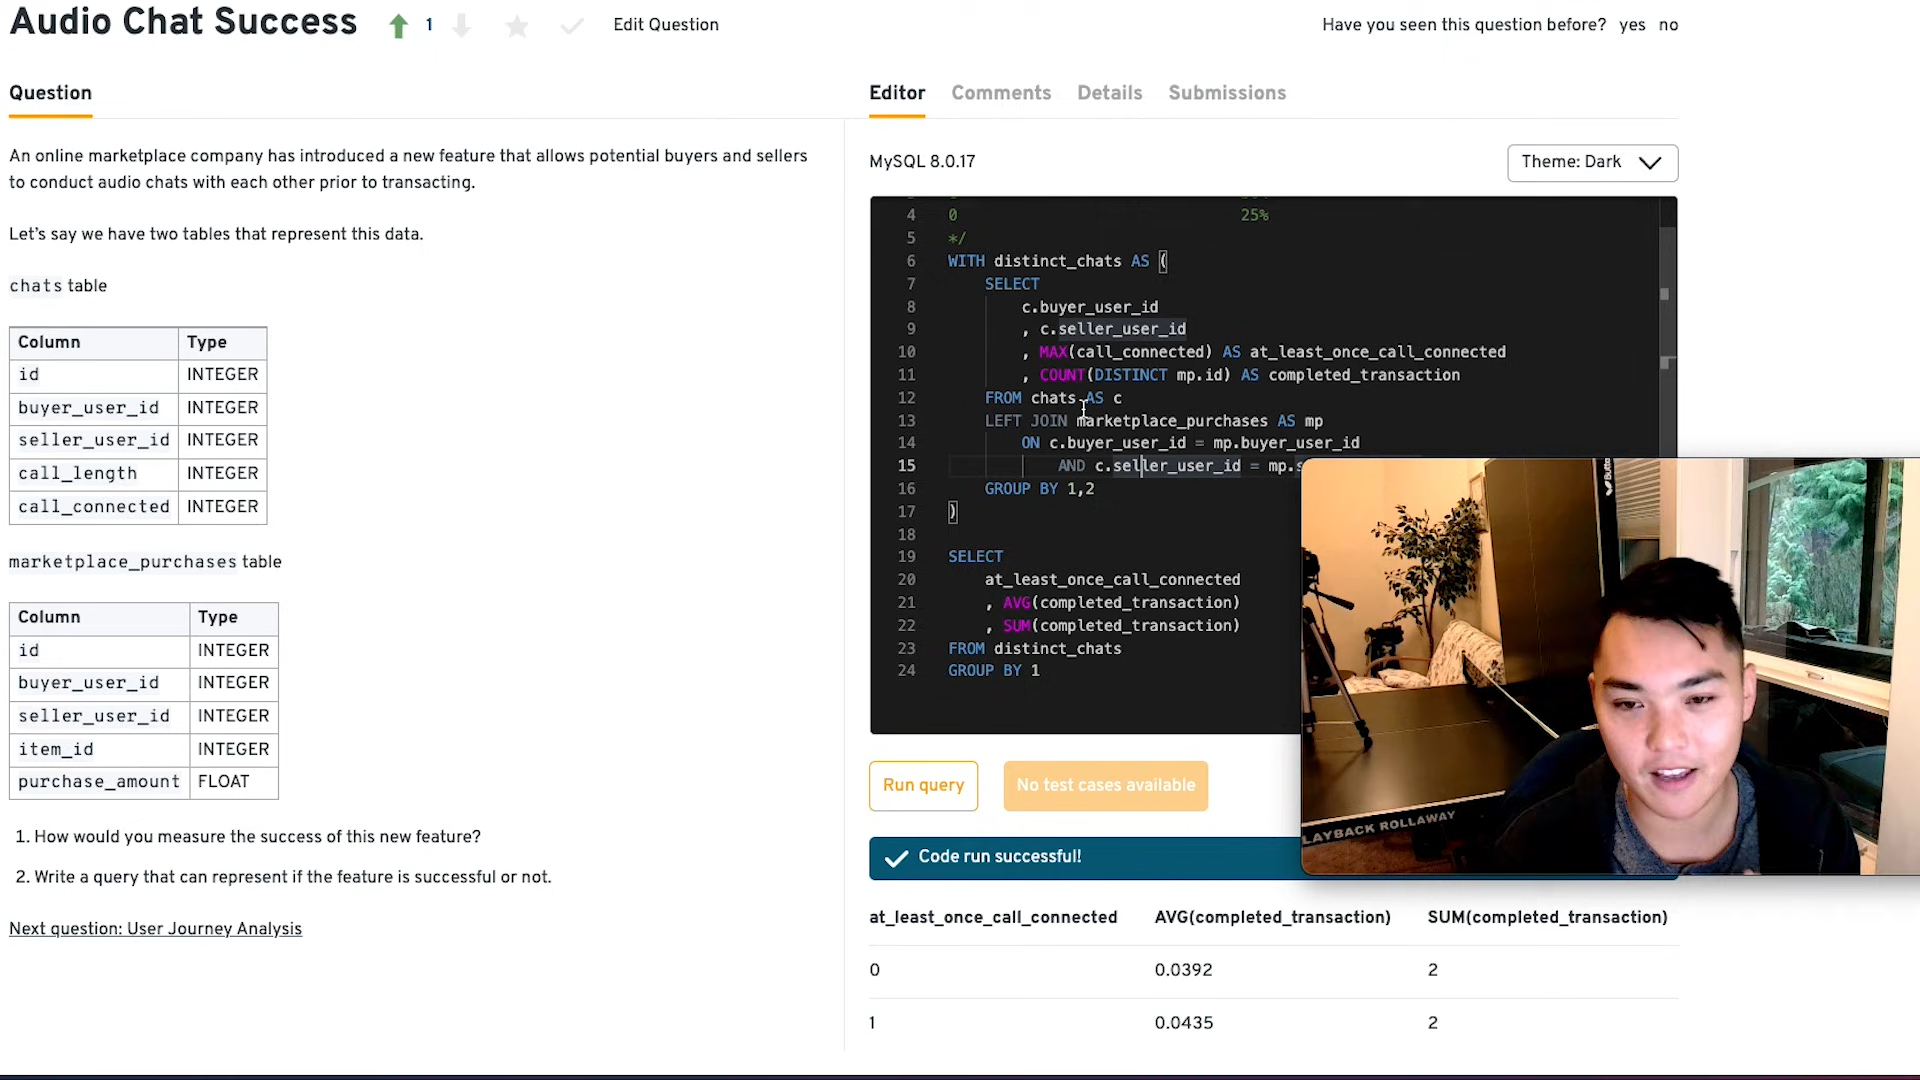 Audio Chat Success
1
Edit Question
Have you seen this question before? yes no
Question
Editor Comments Details Submissions
An online marketplace company has introduced a new feature that allows potential buyers and sellers
to conduct audio chats with each other prior to transacting.
Let's say we have two tables that represent this data.
chats table
Column Type
id INTEGER
buyer_user_id INTEGER
seller_user_id INTEGER
call_length INTEGER
call_connected INTEGER
marketplace_purchases table
Column Type
id INTEGER
buyer_user_id INTEGER
seller_user_id INTEGER
item_id INTEGER
purchase_amount FLOAT
1. How would you measure the success of this new feature?
2. Write a query that can represent if the feature is successful or not.
Next question: User Journey Analysis
MySQL 8.0.17
Theme: Dark
4 0 25%
5 */
6 WITH distinct_chats AS (
7 SELECT
8 c.buyer_user_id
9 , c.seller_user_id
10 , MAX(call_connected) AS at_least_once_call_connected
11 , COUNT(DISTINCT mp.id) AS completed_transaction
12 FROM chats AS c
13 LEFT JOIN marketplace_purchases AS mp
14 ON c.buyer_user_id = mp.buyer_user_id
15 AND c.seller_user_id = mp.s
16 GROUP BY 1,2
17 )
18
19 SELECT
20 at_least_once_call_connected
21 , AVG(completed_transaction)
22 , SUM(completed_transaction)
23 FROM distinct_chats
24 GROUP BY 1
LAYBACK ROLLAWAY
Run query
No test cases available
Code run successful!
at_least_once_call_connected AVG(completed_transaction) SUM(completed_transaction)
0 0.0392 2
1 0.0435 2